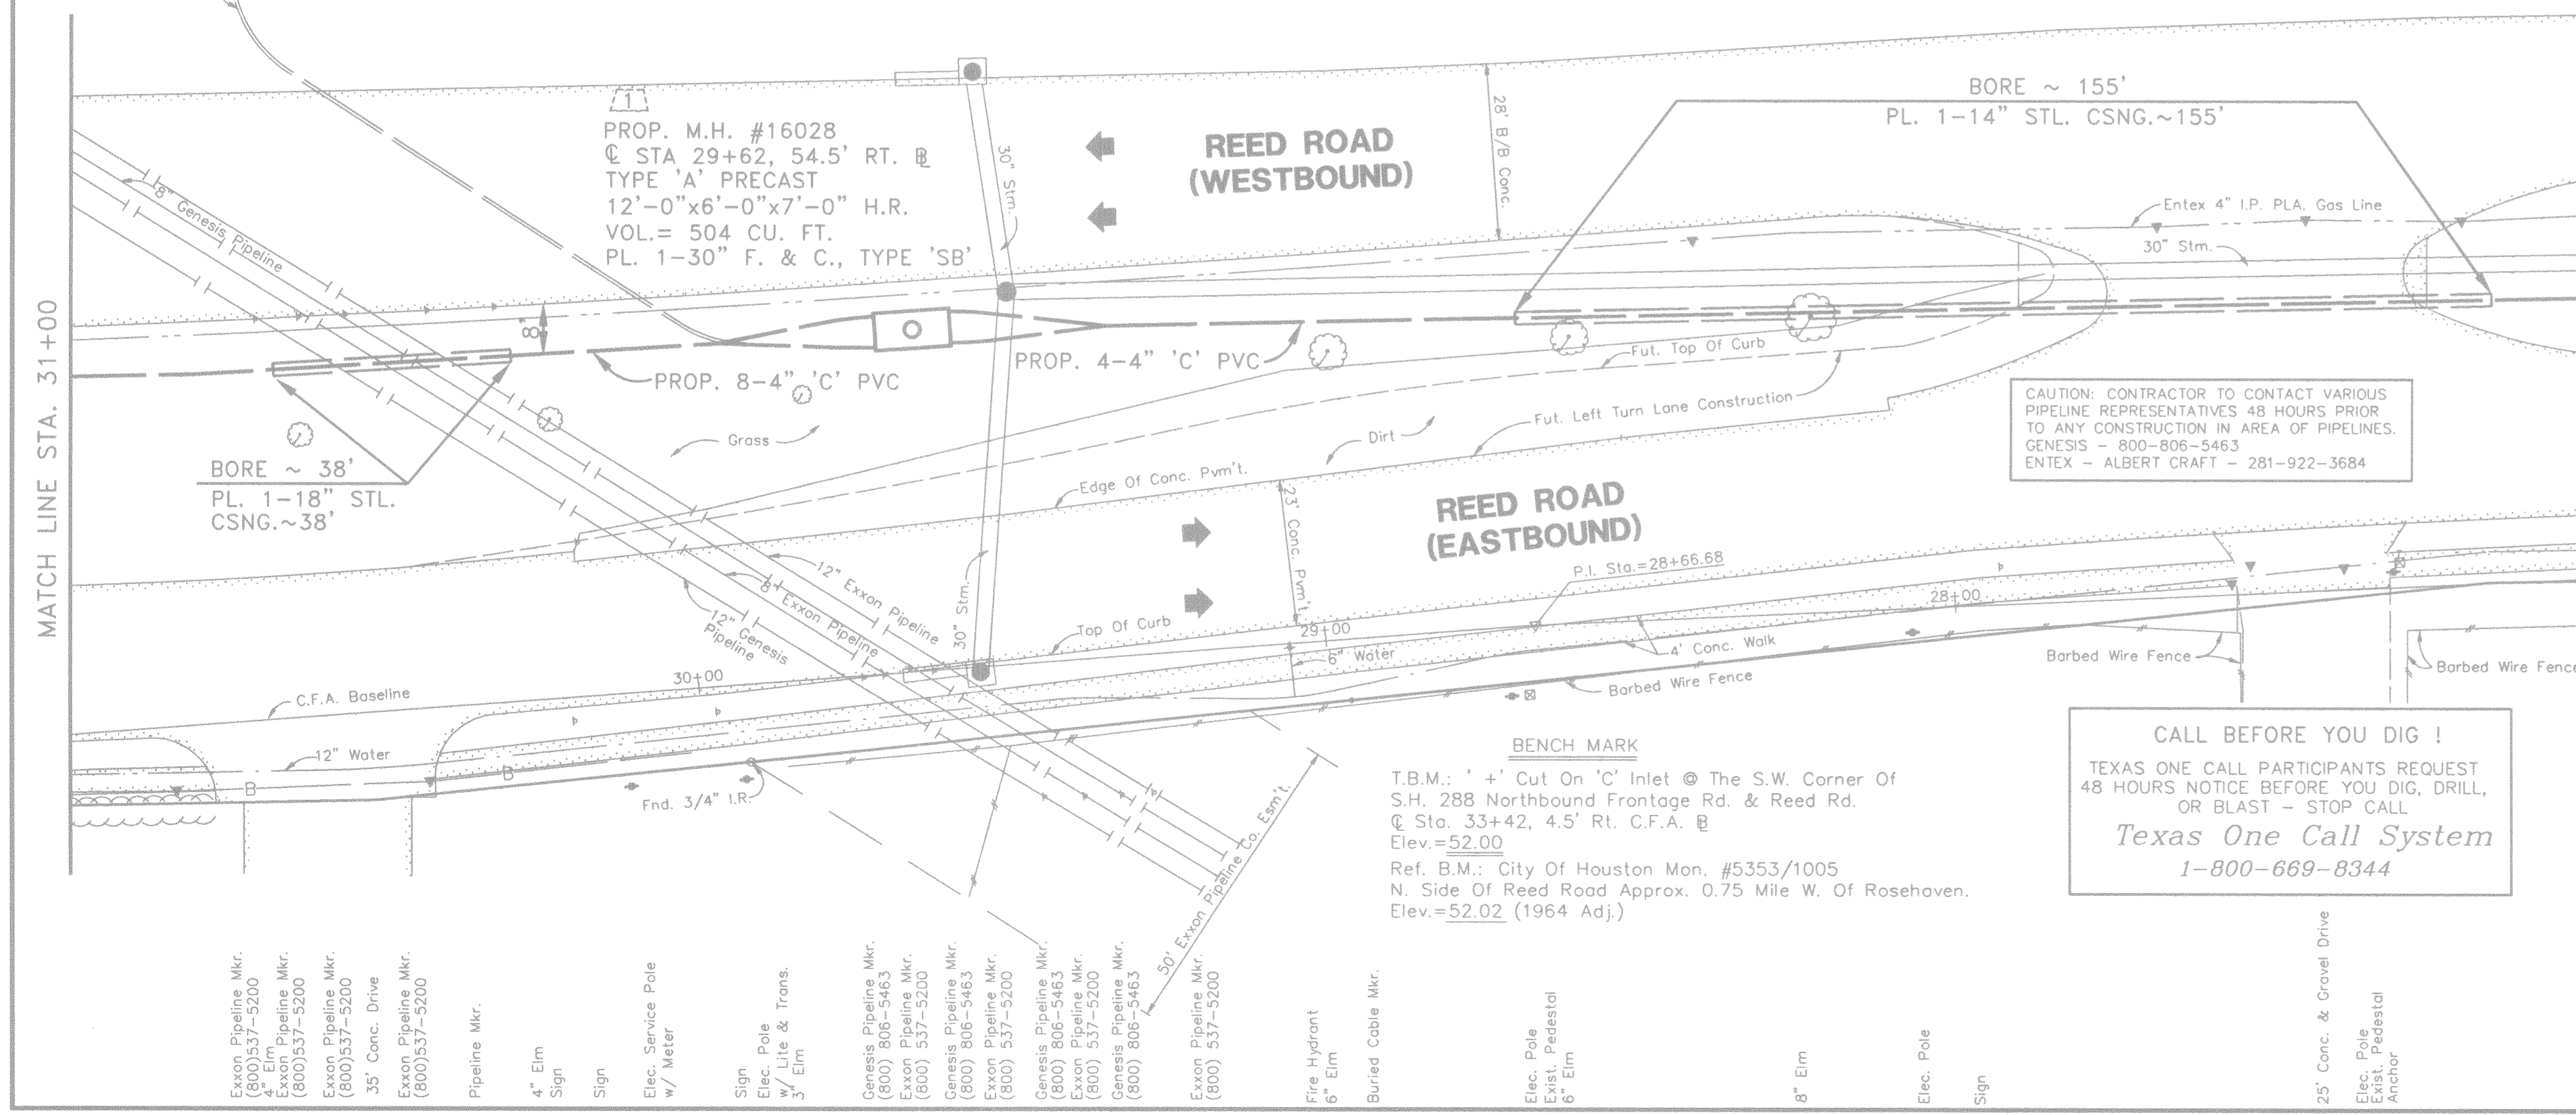 MATCH LINE STA. 31+00
1
PROP. M.H. #16028
℄ STA 29+62, 54.5' RT. ⅊
TYPE 'A' PRECAST
12'-0"x6'-0"x7'-0" H.R.
VOL.= 504 CU. FT.
PL. 1-30" F. & C., TYPE 'SB'
30" Stm.
REED ROAD
(WESTBOUND)
28' B/B Conc.
BORE ~ 155'
PL. 1-14" STL. CSNG.~155'
Entex 4" I.P. PLA. Gas Line
30" Stm.
8" Genesis Pipeline
8'
PROP. 8-4" 'C' PVC
PROP. 4-4" 'C' PVC
Fut. Top Of Curb
Fut. Left Turn Lane Construction
Grass
Dirt
BORE ~ 38'
PL. 1-18" STL.
CSNG.~38'
CAUTION: CONTRACTOR TO CONTACT VARIOUS
PIPELINE REPRESENTATIVES 48 HOURS PRIOR
TO ANY CONSTRUCTION IN AREA OF PIPELINES.
GENESIS - 800-806-5463
ENTEX - ALBERT CRAFT - 281-922-3684
Edge Of Conc. Pvm't.
23' Conc. Pvm't.
REED ROAD
(EASTBOUND)
P.I. Sta.=28+66.68
12" Exxon Pipeline
8" Exxon Pipeline
12" Genesis
Pipeline
30" Stm.
Top Of Curb
29+00
28+00
6" Water
4' Conc. Walk
Barbed Wire Fence
Barbed Wire Fence
Barbed Wire Fence
30+00
C.F.A. Baseline
12" Water
B
B
Fnd. 3/4" I.R.
50' Exxon Pipeline Co. Esm't.
BENCH MARK
T.B.M.: ' +' Cut On 'C' Inlet @ The S.W. Corner Of
S.H. 288 Northbound Frontage Rd. & Reed Rd.
℄ Sta. 33+42, 4.5' Rt. C.F.A. ⅊
Elev.=52.00
Ref. B.M.: City Of Houston Mon. #5353/1005
N. Side Of Reed Road Approx. 0.75 Mile W. Of Rosehaven.
Elev.=52.02 (1964 Adj.)
CALL BEFORE YOU DIG !
TEXAS ONE CALL PARTICIPANTS REQUEST
48 HOURS NOTICE BEFORE YOU DIG, DRILL,
OR BLAST - STOP CALL
Texas One Call System
1-800-669-8344
Exxon Pipeline Mkr.
(800)537-5200
4" Elm
Exxon Pipeline Mkr.
(800)537-5200
Exxon Pipeline Mkr.
(800)537-5200
35' Conc. Drive
Exxon Pipeline Mkr.
(800)537-5200
Pipeline Mkr.
4" Elm
Sign
Sign
Elec. Service Pole
w/ Meter
Sign
Elec. Pole
w/ Lite & Trans.
3" Elm
Genesis Pipeline Mkr.
(800) 806-5463
Exxon Pipeline Mkr.
(800) 537-5200
Genesis Pipeline Mkr.
(800) 806-5463
Exxon Pipeline Mkr.
(800) 537-5200
Genesis Pipeline Mkr.
(800) 806-5463
Exxon Pipeline Mkr.
(800) 537-5200
Genesis Pipeline Mkr.
(800) 806-5463
Exxon Pipeline Mkr.
(800) 537-5200
Fire Hydrant
6" Elm
Buried Cable Mkr.
Elec. Pole
Exist. Pedestal
6" Elm
8" Elm
Elec. Pole
Sign
25' Conc. & Gravel Drive
Elec. Pole
Exist. Pedestal
Anchor